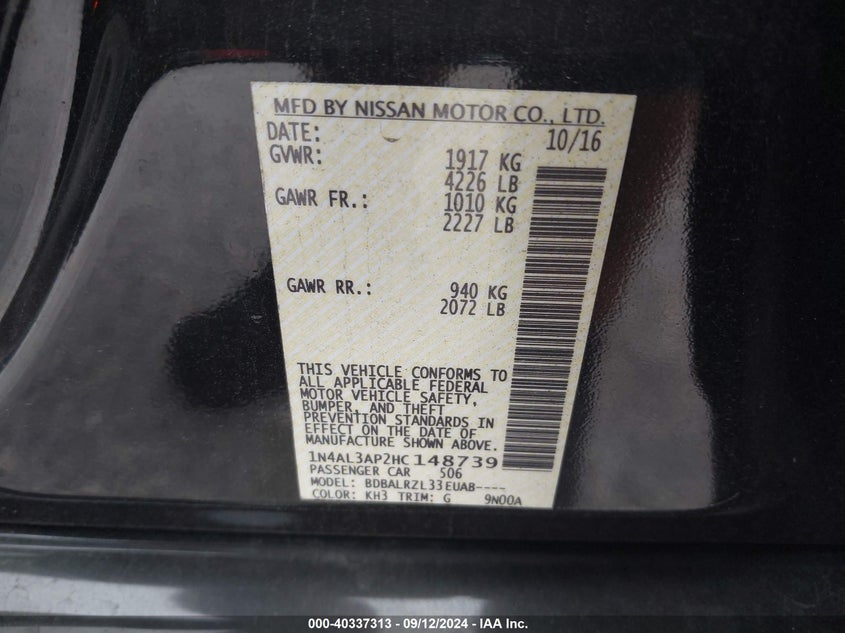 MFD BY NISSAN MOTOR CO., LTD.
DATE: 10/16
GVWR: 1917 KG
4226 LB
GAWR FR.: 1010 KG
2227 LB
GAWR RR.: 940 KG
2072 LB
THIS VEHICLE CONFORMS TO
ALL APPLICABLE FEDERAL
MOTOR VEHICLE SAFETY,
BUMPER, AND THEFT
PREVENTION STANDARDS IN
EFFECT ON THE DATE OF
MANUFACTURE SHOWN ABOVE.
1N4AL3AP2HC148739
PASSENGER CAR 506
MODEL: BDBALRZL33EUAB----
COLOR: KH3 TRIM: G 9N00A
000-40337313 - 09/12/2024 - IAA Inc.